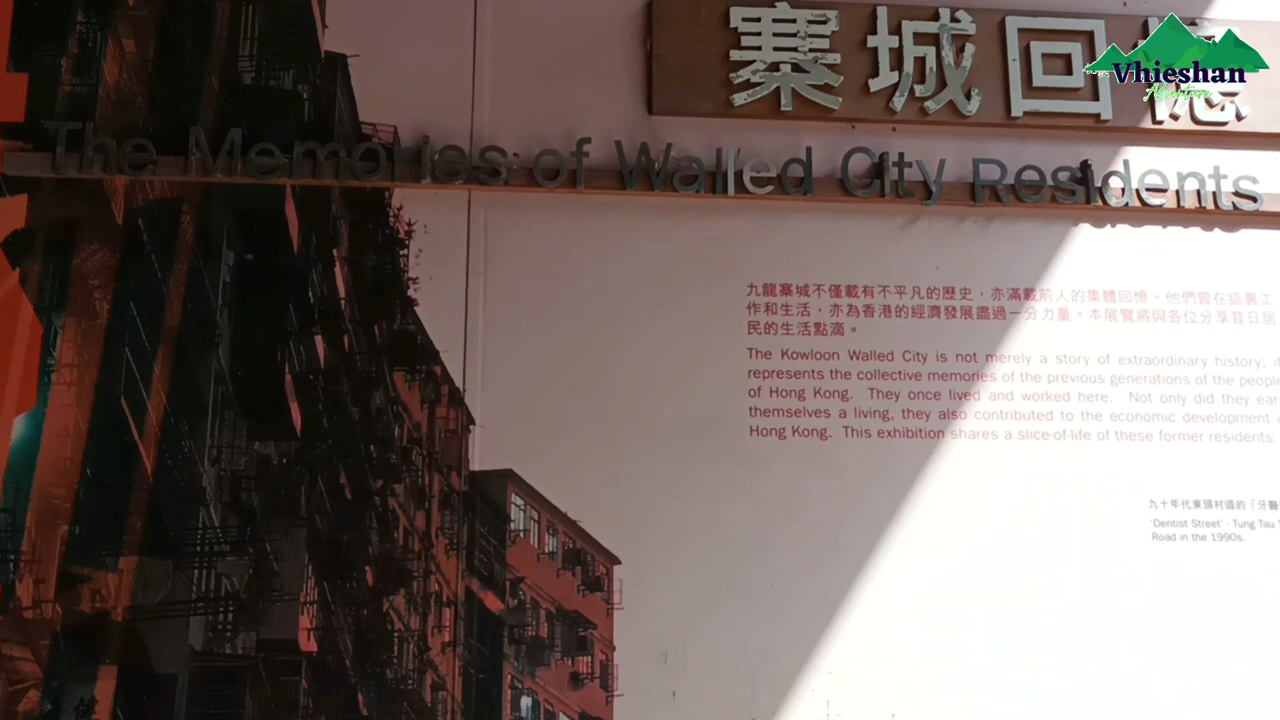 寨城回憶
Vhieshan
Adventure
The Memories of Walled City Residents
九龍寨城不僅載有不平凡的歷史，亦滿載前人的集體回憶。他們曾在這裏工
作和生活，亦為香港的經濟發展盡過一分力量。本展覽將與各位分享昔日居
民的生活點滴。
The Kowloon Walled City is not merely a story of extraordinary history; it
represents the collective memories of the previous generations of the people
of Hong Kong. They once lived and worked here. Not only did they earn
themselves a living, they also contributed to the economic development
Hong Kong. This exhibition shares a slice-of-life of these former residents.
九十年代東頭村道的「牙醫
'Dentist Street' - Tung Tau
Road in the 1990s.